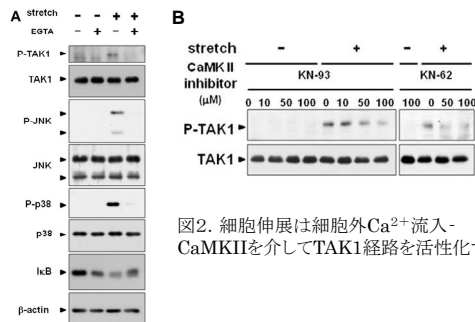 A
stretch - - + +
EGTA - + - +
P-TAK1
TAK1
P-JNK
JNK
P-p38
p38
IκB
β-actin
B
stretch - +
CaMKII inhibitor KN-93 KN-62
(μM) 0 10 50 100 0 10 50 100 100 0 50 100
P-TAK1
TAK1
図2. 細胞伸展は細胞外Ca²⁺流入-
CaMKIIを介してTAK1経路を活性化